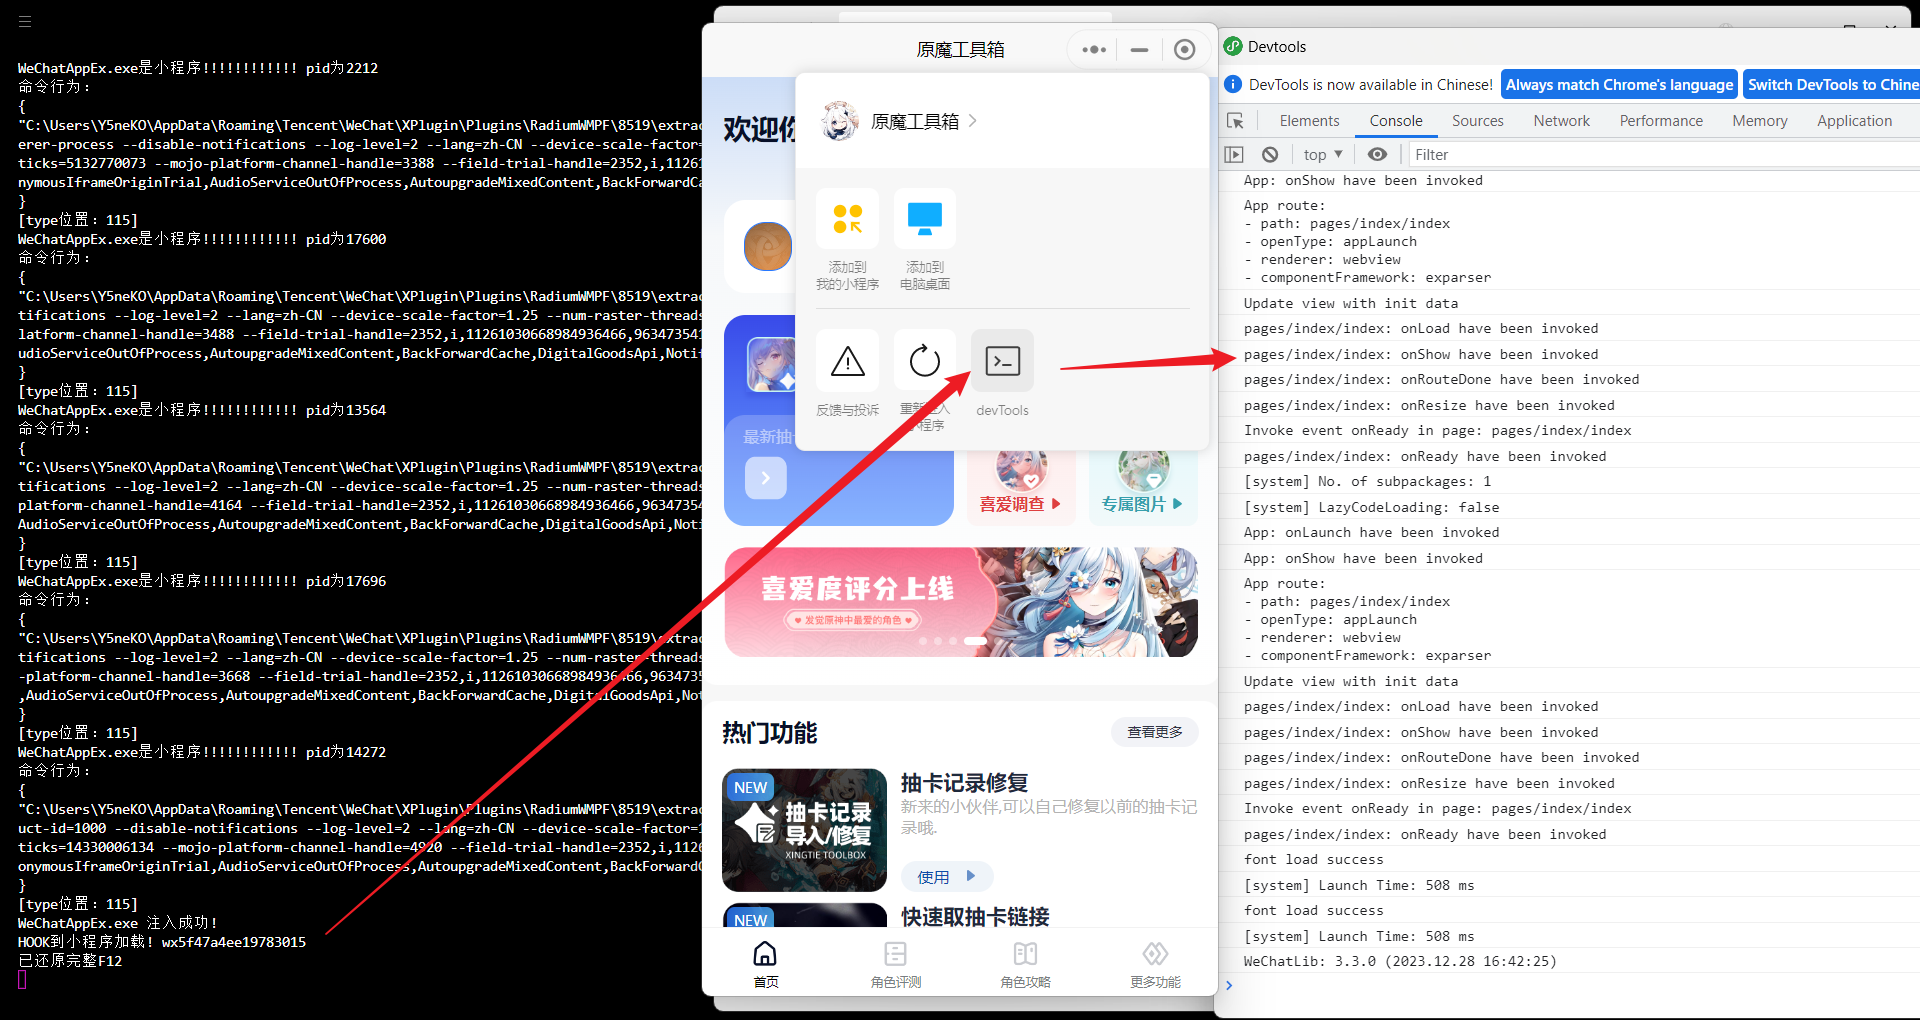 WeChatAppEx.exe是小程序!!!!!!!!!!!! pid为2212
命令行为:
{
"C:\Users\Y5neKO\AppData\Roaming\Tencent\WeChat\XPlugin\Plugins\RadiumWMPF\8519\extrac
erer-process --disable-notifications --log-level=2 --lang=zh-CN --device-scale-factor=
ticks=5132770073 --mojo-platform-channel-handle=3388 --field-trial-handle=2352,i,11261
nymousIframeOriginTrial,AudioServiceOutOfProcess,AutoupgradeMixedContent,BackForwardCa
}
[type位置: 115]
WeChatAppEx.exe是小程序!!!!!!!!!!!! pid为17600
命令行为:
{
"C:\Users\Y5neKO\AppData\Roaming\Tencent\WeChat\XPlugin\Plugins\RadiumWMPF\8519\extrac
tifications --log-level=2 --lang=zh-CN --device-scale-factor=1.25 --num-raster-threads
latform-channel-handle=3488 --field-trial-handle=2352,i,11261030668984936466,963473541
udioServiceOutOfProcess,AutoupgradeMixedContent,BackForwardCache,DigitalGoodsApi,Notif
}
[type位置: 115]
WeChatAppEx.exe是小程序!!!!!!!!!!!! pid为13564
命令行为:
{
"C:\Users\Y5neKO\AppData\Roaming\Tencent\WeChat\XPlugin\Plugins\RadiumWMPF\8519\extrac
tifications --log-level=2 --lang=zh-CN --device-scale-factor=1.25 --num-raster-threads
platform-channel-handle=4164 --field-trial-handle=2352,i,11261030668984936466,96347354
AudioServiceOutOfProcess,AutoupgradeMixedContent,BackForwardCache,DigitalGoodsApi,Noti
}
[type位置: 115]
WeChatAppEx.exe是小程序!!!!!!!!!!!! pid为17696
命令行为:
{
"C:\Users\Y5neKO\AppData\Roaming\Tencent\WeChat\XPlugin\Plugins\RadiumWMPF\8519\extrac
tifications --log-level=2 --lang=zh-CN --device-scale-factor=1.25 --num-raster-threads
-platform-channel-handle=3668 --field-trial-handle=2352,i,11261030668984936466,9634735
,AudioServiceOutOfProcess,AutoupgradeMixedContent,BackForwardCache,DigitalGoodsApi,Not
}
[type位置: 115]
WeChatAppEx.exe是小程序!!!!!!!!!!!! pid为14272
命令行为:
{
"C:\Users\Y5neKO\AppData\Roaming\Tencent\WeChat\XPlugin\Plugins\RadiumWMPF\8519\extrac
uct-id=1000 --disable-notifications --log-level=2 --lang=zh-CN --device-scale-factor=1
ticks=14330006134 --mojo-platform-channel-handle=4920 --field-trial-handle=2352,i,1126
onymousIframeOriginTrial,AudioServiceOutOfProcess,AutoupgradeMixedContent,BackForwardC
}
[type位置: 115]
WeChatAppEx.exe 注入成功!
HOOK到小程序加载! wx5f47a4ee19783015
已还原完整F12
原魔工具箱
欢迎你
原魔工具箱
添加到
我的小程序
添加到
电脑桌面
反馈与投诉
重新进入
小程序
devTools
最新抽卡
喜爱调查
专属图片
喜爱度评分上线
发觉原神中最爱的角色
热门功能
查看更多
NEW
抽卡记录
导入/修复
XINGTIE TOOLBOX
抽卡记录修复
新来的小伙伴,可以自己修复以前的抽卡记
录哦.
使用
NEW
快速取抽卡链接
首页
角色评测
角色攻略
更多功能
Devtools
DevTools is now available in Chinese!
Always match Chrome's language
Switch DevTools to Chine
Elements
Console
Sources
Network
Performance
Memory
Application
top
Filter
App: onShow have been invoked
App route:
- path: pages/index/index
- openType: appLaunch
- renderer: webview
- componentFramework: exparser
Update view with init data
pages/index/index: onLoad have been invoked
pages/index/index: onShow have been invoked
pages/index/index: onRouteDone have been invoked
pages/index/index: onResize have been invoked
Invoke event onReady in page: pages/index/index
pages/index/index: onReady have been invoked
[system] No. of subpackages: 1
[system] LazyCodeLoading: false
App: onLaunch have been invoked
App: onShow have been invoked
App route:
- path: pages/index/index
- openType: appLaunch
- renderer: webview
- componentFramework: exparser
Update view with init data
pages/index/index: onLoad have been invoked
pages/index/index: onShow have been invoked
pages/index/index: onRouteDone have been invoked
pages/index/index: onResize have been invoked
Invoke event onReady in page: pages/index/index
pages/index/index: onReady have been invoked
font load success
[system] Launch Time: 508 ms
font load success
[system] Launch Time: 508 ms
WeChatLib: 3.3.0 (2023.12.28 16:42:25)